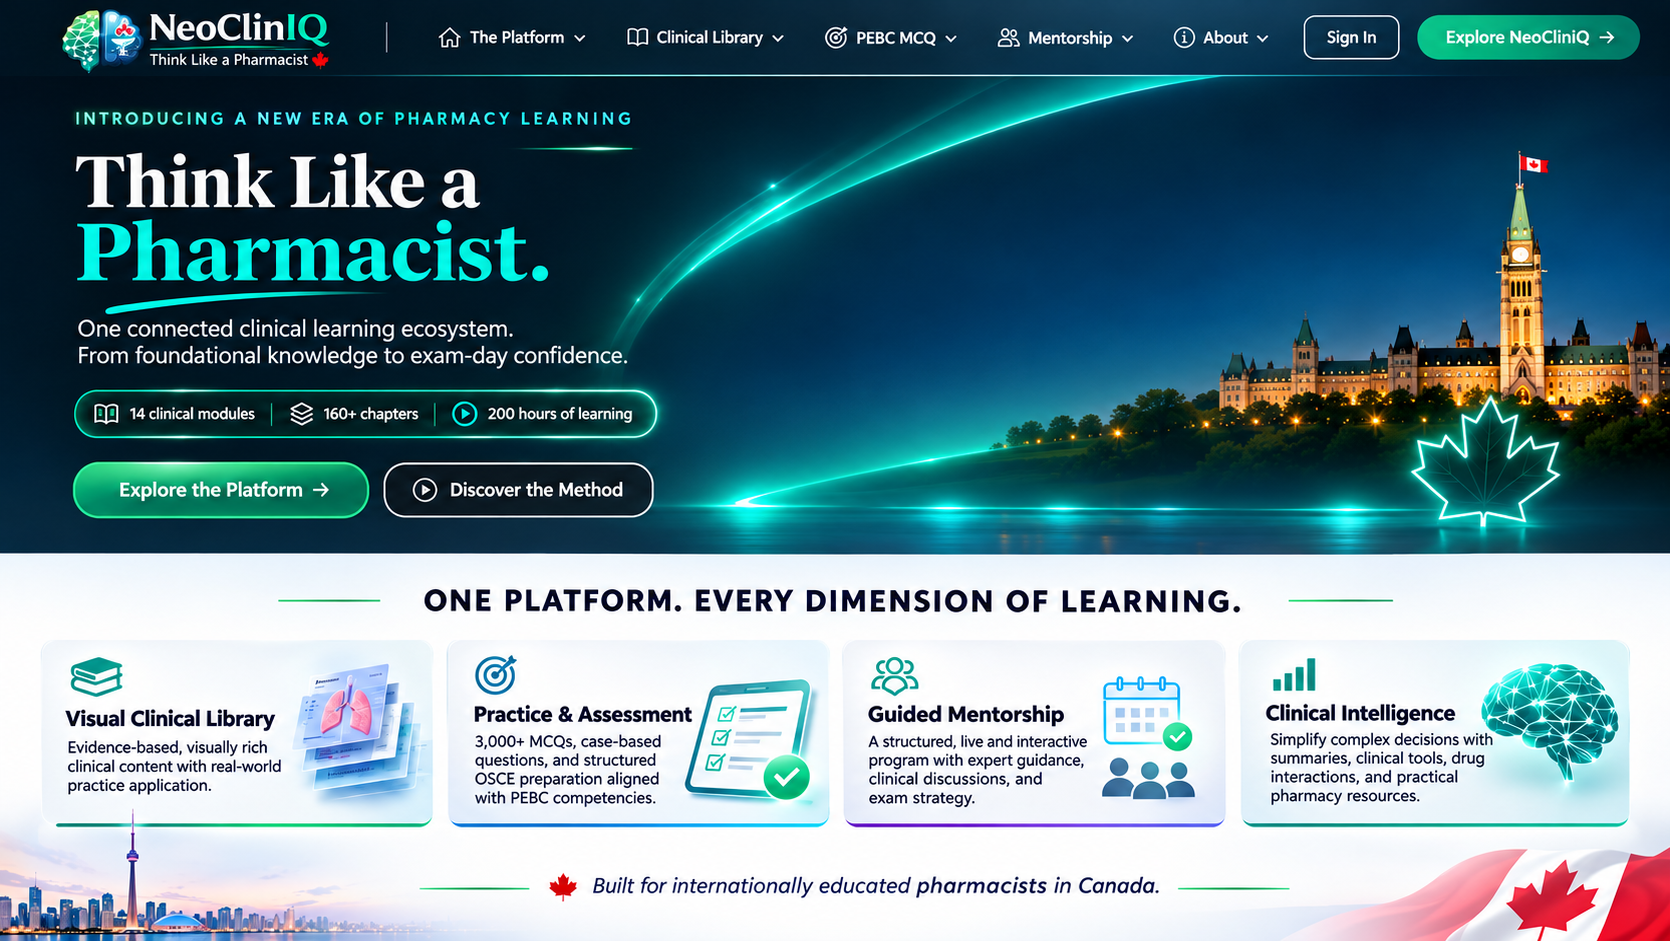 NeoClinIQ
Think Like a Pharmacist
The Platform
Clinical Library
PEBC MCQ
Mentorship
About
Sign In
Explore NeoCliniQ →
INTRODUCING A NEW ERA OF PHARMACY LEARNING
Think Like a
Pharmacist.
One connected clinical learning ecosystem.
From foundational knowledge to exam-day confidence.
14 clinical modules
160+ chapters
200 hours of learning
Explore the Platform →
Discover the Method
ONE PLATFORM. EVERY DIMENSION OF LEARNING.
Visual Clinical Library
Evidence-based, visually rich
clinical content with real-world
practice application.
Practice & Assessment
3,000+ MCQs, case-based
questions, and structured
OSCE preparation aligned
with PEBC competencies.
Guided Mentorship
A structured, live and interactive
program with expert guidance,
clinical discussions, and
exam strategy.
Clinical Intelligence
Simplify complex decisions with
summaries, clinical tools, drug
interactions, and practical
pharmacy resources.
Built for internationally educated pharmacists in Canada.